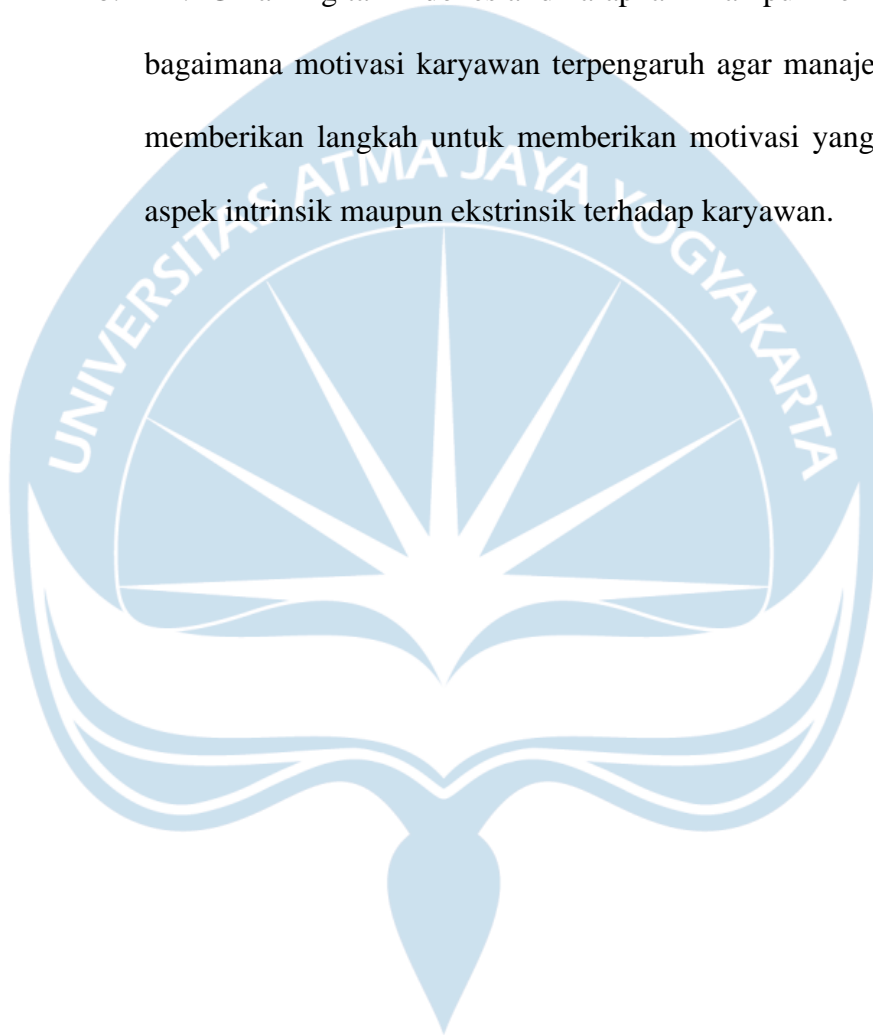 bagaimana motivasi karyawan terpengaruh agar manaje
memberikan langkah untuk memberikan motivasi yang
aspek intrinsik maupun ekstrinsik terhadap karyawan.
UNIVERSITAS ATMA JAYA YOGYAKARTA